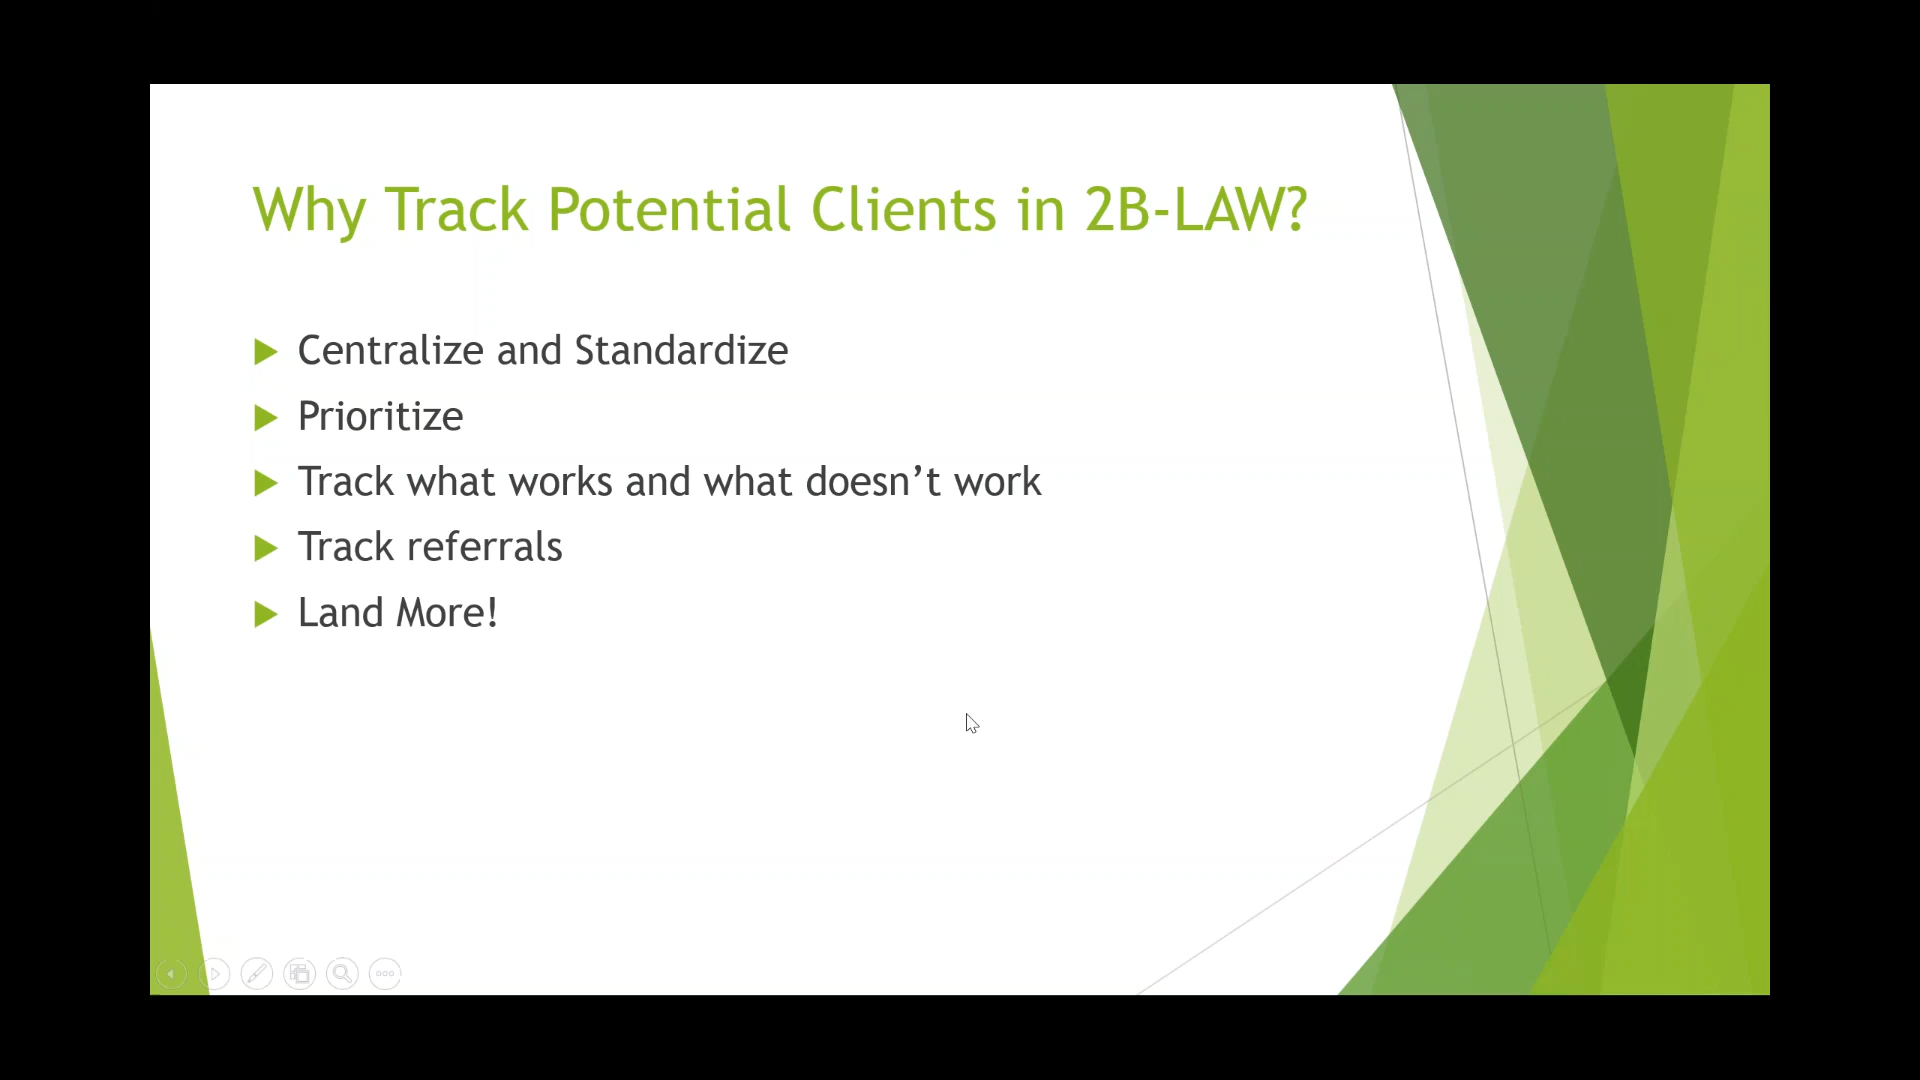 Why Track Potential Clients in 2B-LAW?
Centralize and Standardize
Prioritize
Track what works and what doesn’t work
Track referrals
Land More!